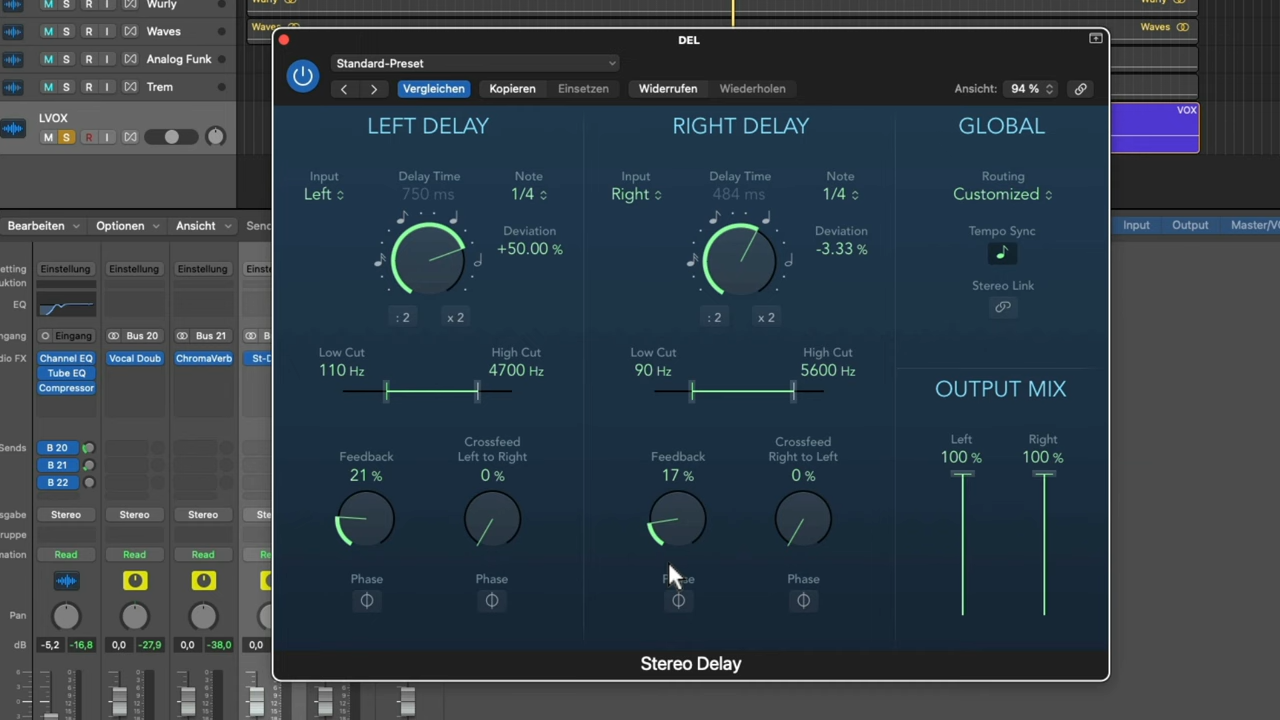 M S R I Wurly Wurly Wurly
M S R I Waves Waves Waves
M S R I Analog Funk
M S R I Trem
LVOX
M S R I
VOX
DEL
Standard-Preset
Vergleichen Kopieren Einsetzen Widerrufen Wiederholen Ansicht: 94 %
LEFT DELAY RIGHT DELAY GLOBAL
Input Delay Time Note Input Delay Time Note Routing
Left 750 ms 1/4 Right 484 ms 1/4 Customized
Deviation Deviation Tempo Sync
+50.00 % -3.33 %
Stereo Link
: 2 x 2 : 2 x 2
Low Cut High Cut Low Cut High Cut
110 Hz 4700 Hz 90 Hz 5600 Hz
OUTPUT MIX
Left Right
100 % 100 %
Feedback Crossfeed Left to Right Feedback Crossfeed Right to Left
21 % 0 % 17 % 0 %
Phase Phase Phase
Stereo Delay
Bearbeiten Optionen Ansicht Input Output
Einstellung Einstellung Einstellung
EQ
Eingang Bus 20 Bus 21 B
Channel EQ Vocal Doub ChromaVerb St-D
Tube EQ
Compressor
Sends B 20
B 21
B 22
Stereo Stereo Stereo
Read Read Read
Pan
dB -5,2 -16,8 0,0 -27,9 0,0 -38,0 0,0